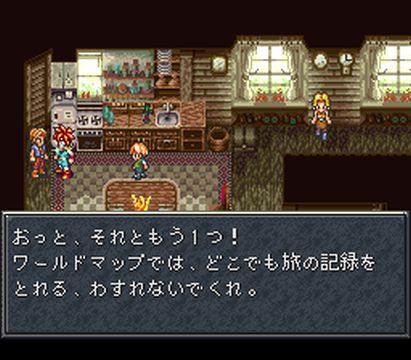 おっと、それともう1つ!
ワールドマップでは、どこでも旅の記録を
とれる、わすれないでくれ。